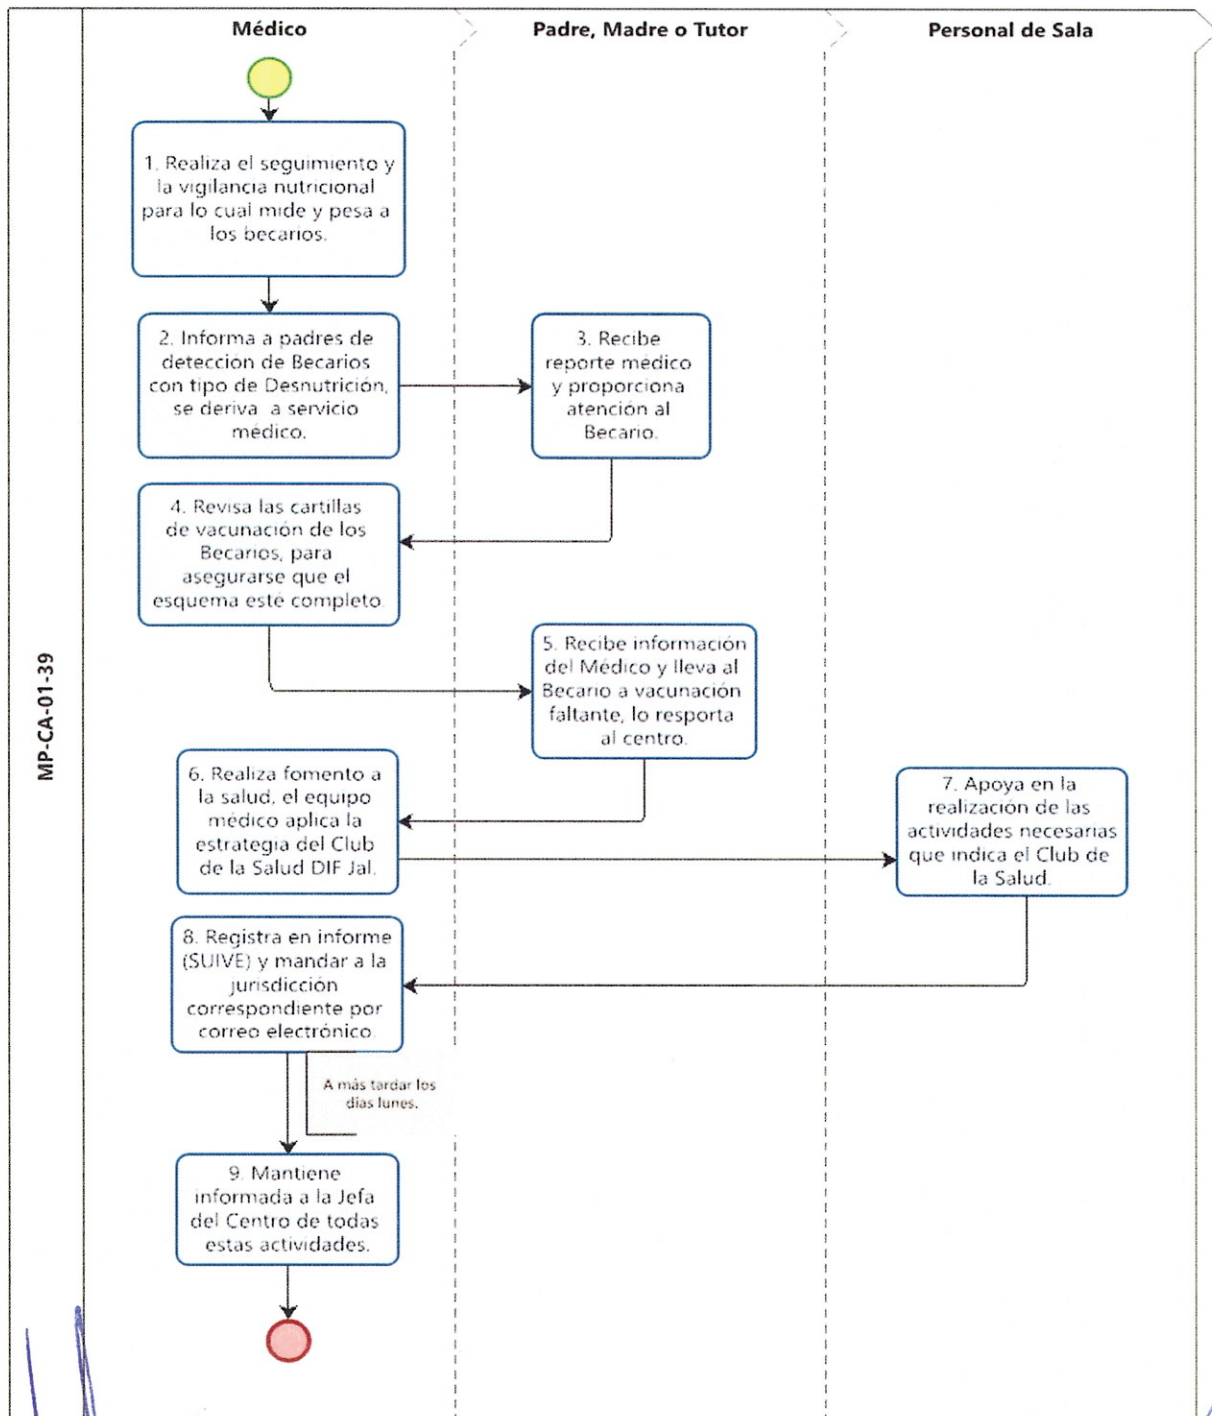 Médico
Padre, Madre o Tutor
Personal de Sala
MP-CA-01-39
1. Realiza el seguimiento y
la vigilancia nutricional
para lo cual mide y pesa a
los becarios.
2. Informa a padres de
detección de Becarios
con tipo de Desnutrición,
se deriva a servicio
médico.
3. Recibe
reporte médico
y proporciona
atención al
Becario.
4. Revisa las cartillas
de vacunación de los
Becarios, para
asegurarse que el
esquema esté completo.
5. Recibe información
del Médico y lleva al
Becario a vacunación
faltante, lo resporta
al centro.
6. Realiza fomento a
la salud, el equipo
médico aplica la
estrategia del Club
de la Salud DIF Jal.
7. Apoya en la
realización de las
actividades necesarias
que indica el Club de
la Salud.
8. Registra en informe
(SUIVE) y mandar a la
jurisdicción
correspondiente por
correo electrónico.
A más tardar los
días lunes.
9. Mantiene
informada a la Jefa
del Centro de todas
estas actividades.